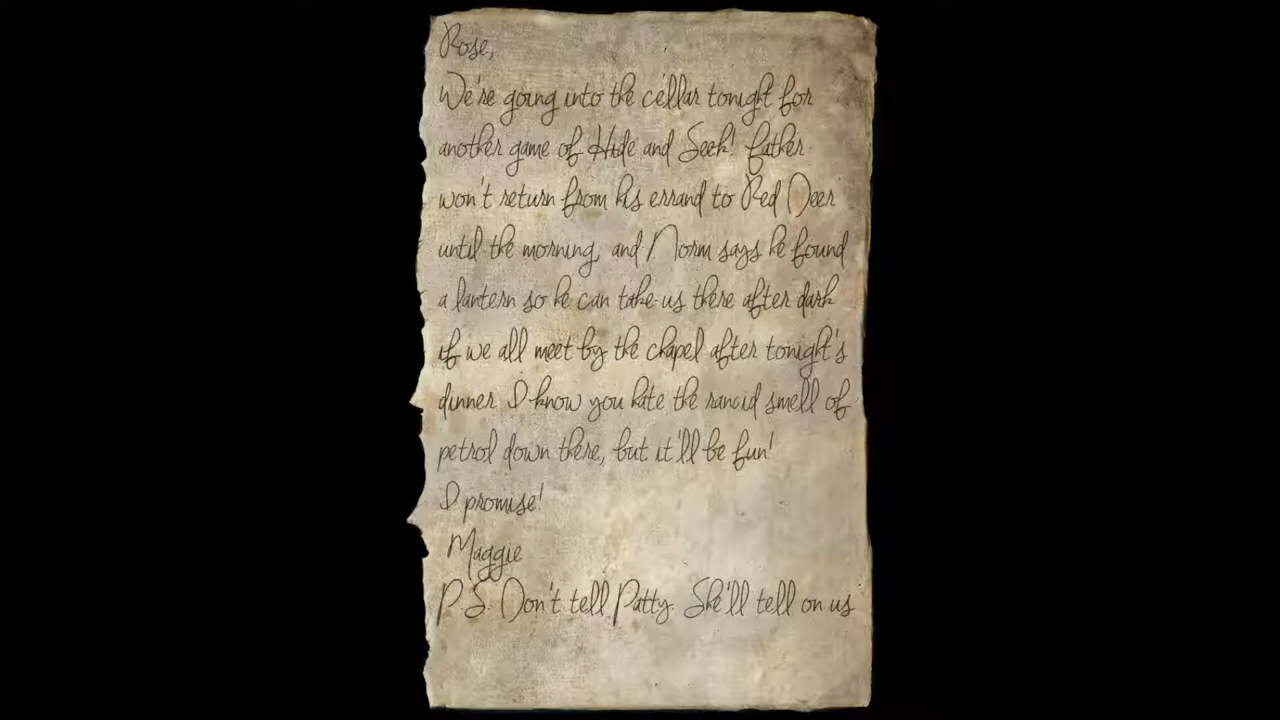 Rose,
We're going into the cellar tonight for
another game of Hide and Seek! Father
won't return from his errand to Red Deer
until the morning, and Norm says he found
a lantern so he can take us there after dark
if we all meet by the chapel after tonight's
dinner. I know you hate the rancid smell of
petrol down there, but it'll be fun!
I promise!
Maggie
P.S. Don't tell Patty. She'll tell on us